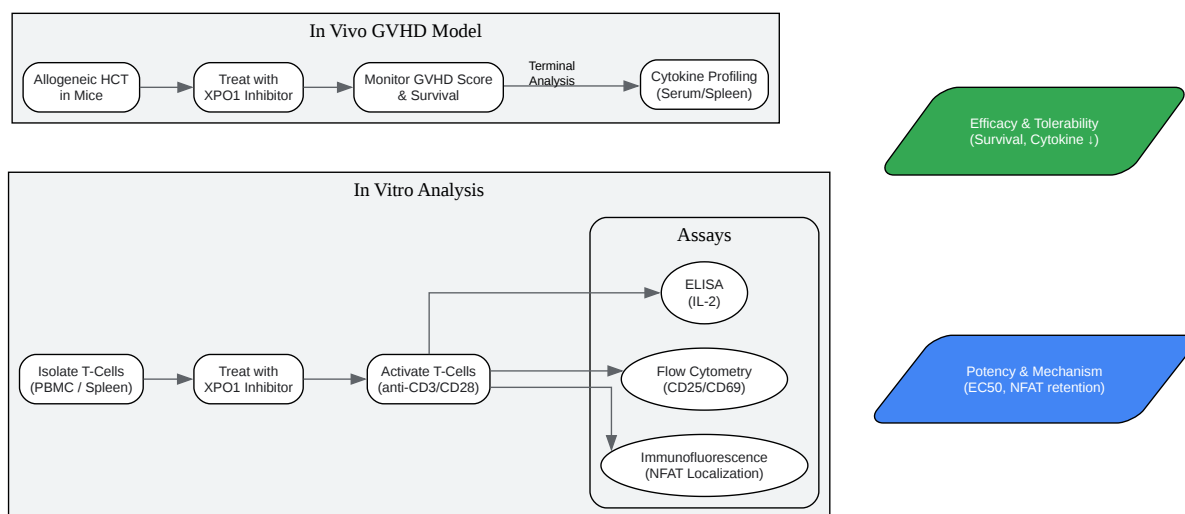 In Vivo GVHD Model
Allogeneic HCT
in Mice
Treat with
XPO1 Inhibitor
Monitor GVHD Score
& Survival
Terminal
Analysis
Cytokine Profiling
(Serum/Spleen)
Efficacy & Tolerability
(Survival, Cytokine ↓)
In Vitro Analysis
Assays
ELISA
(IL-2)
Isolate T-Cells
(PBMC / Spleen)
Treat with
XPO1 Inhibitor
Activate T-Cells
(anti-CD3/CD28)
Flow Cytometry
(CD25/CD69)
Immunofluorescence
(NFAT Localization)
Potency & Mechanism
(EC50, NFAT retention)